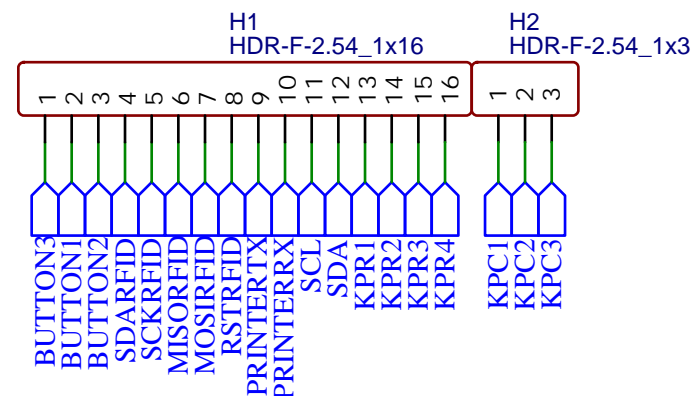 H1
HDR-F-2.54_1x16
H2
HDR-F-2.54_1x3
1
2
3
4
5
6
7
8
9
10
11
12
13
14
15
16
1
2
3
BUTTON3
BUTTON1
BUTTON2
SDARFID
SCKRFID
MISORFID
MOSIRFID
RSTRFID
PRINTERTX
PRINTERRX
SCL
SDA
KPR1
KPR2
KPR3
KPR4
KPC1
KPC2
KPC3